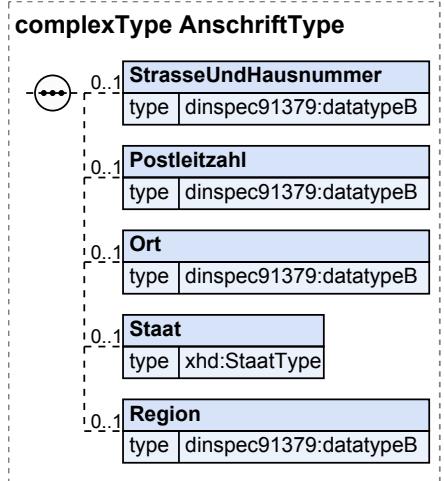 complexType AnschriftType
0..1 StrasseUndHausnummer
type dinspec91379:datatypeB
0..1 Postleitzahl
type dinspec91379:datatypeB
0..1 Ort
type dinspec91379:datatypeB
0..1 Staat
type xhd:StaatType
0..1 Region
type dinspec91379:datatypeB